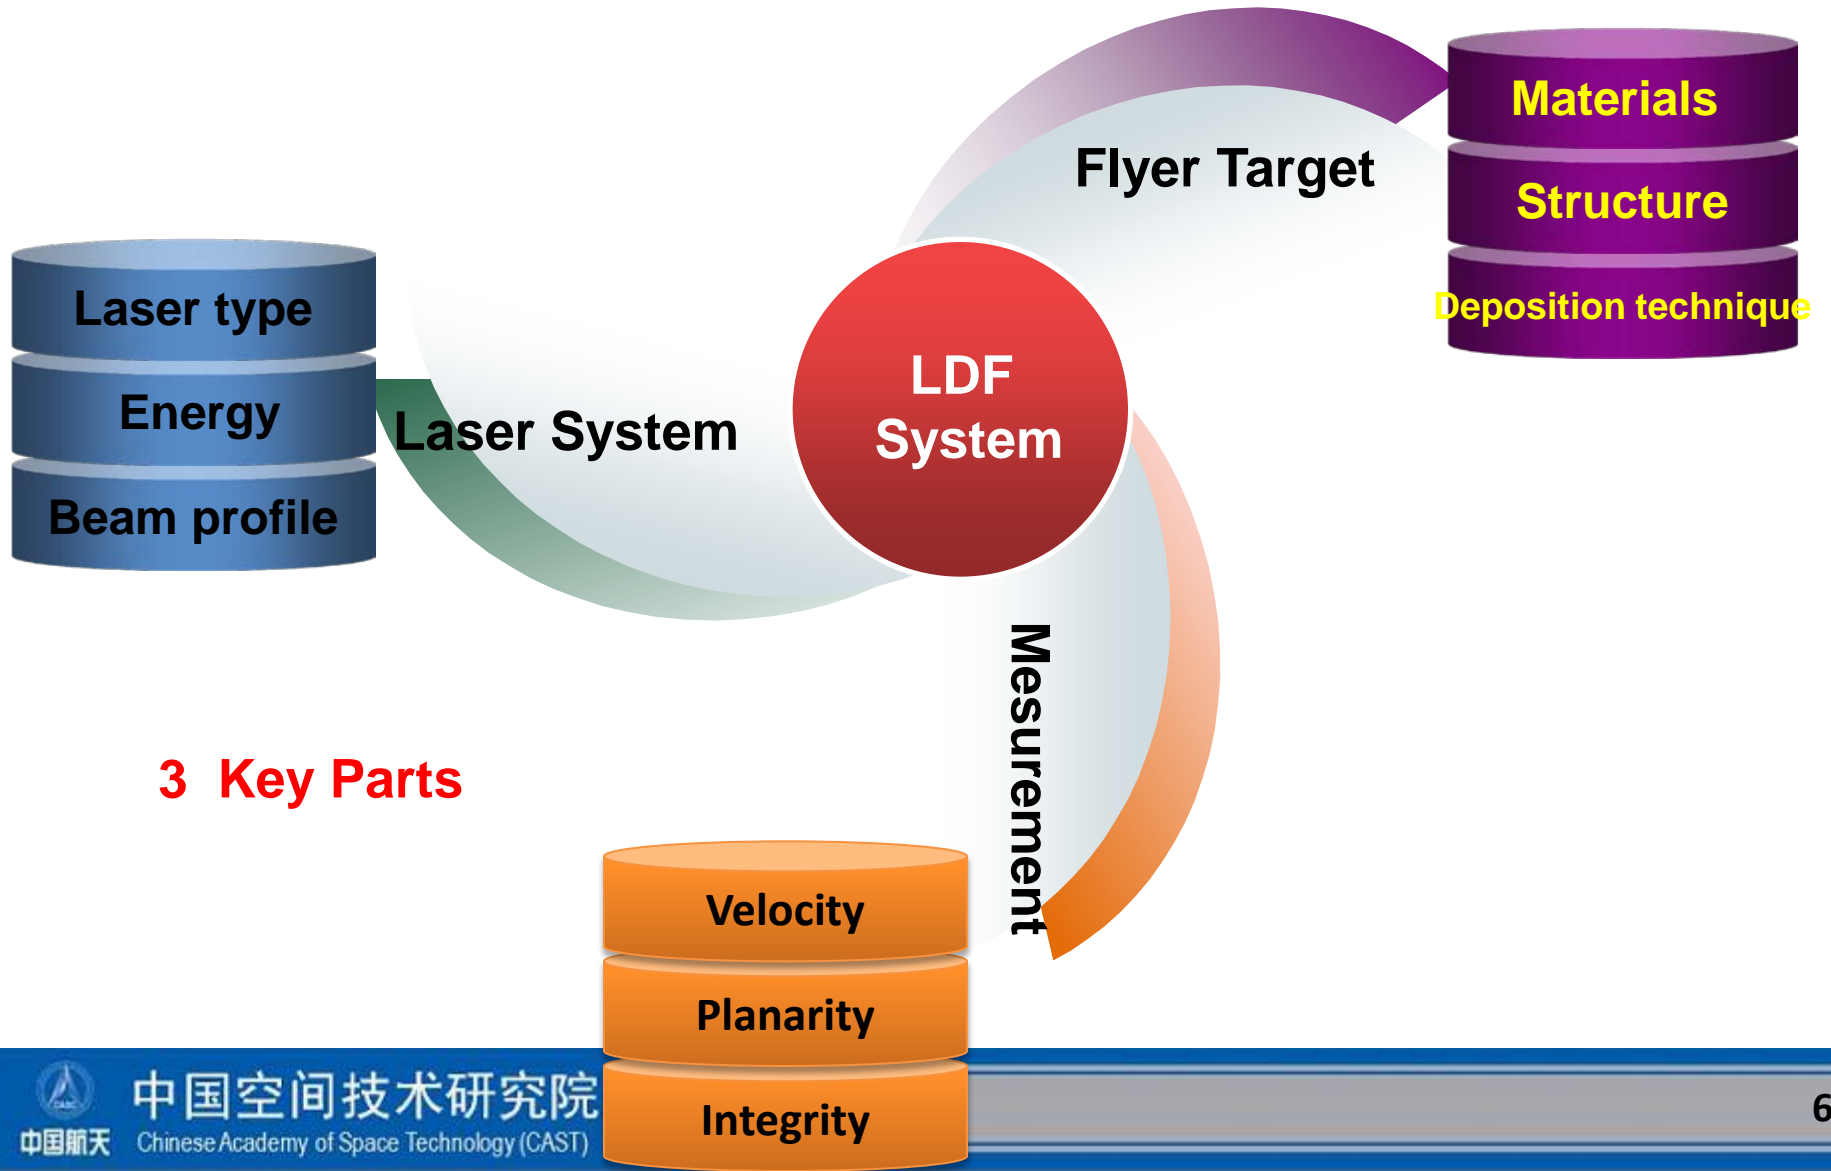 Materials
Structure
Deposition technique
Flyer Target
Laser type
Energy
Beam profile
Laser System
LDF
System
Mesurement
3 Key Parts
Velocity
Planarity
Integrity
中国航天
中国空间技术研究院
Chinese Academy of Space Technology (CAST)
6